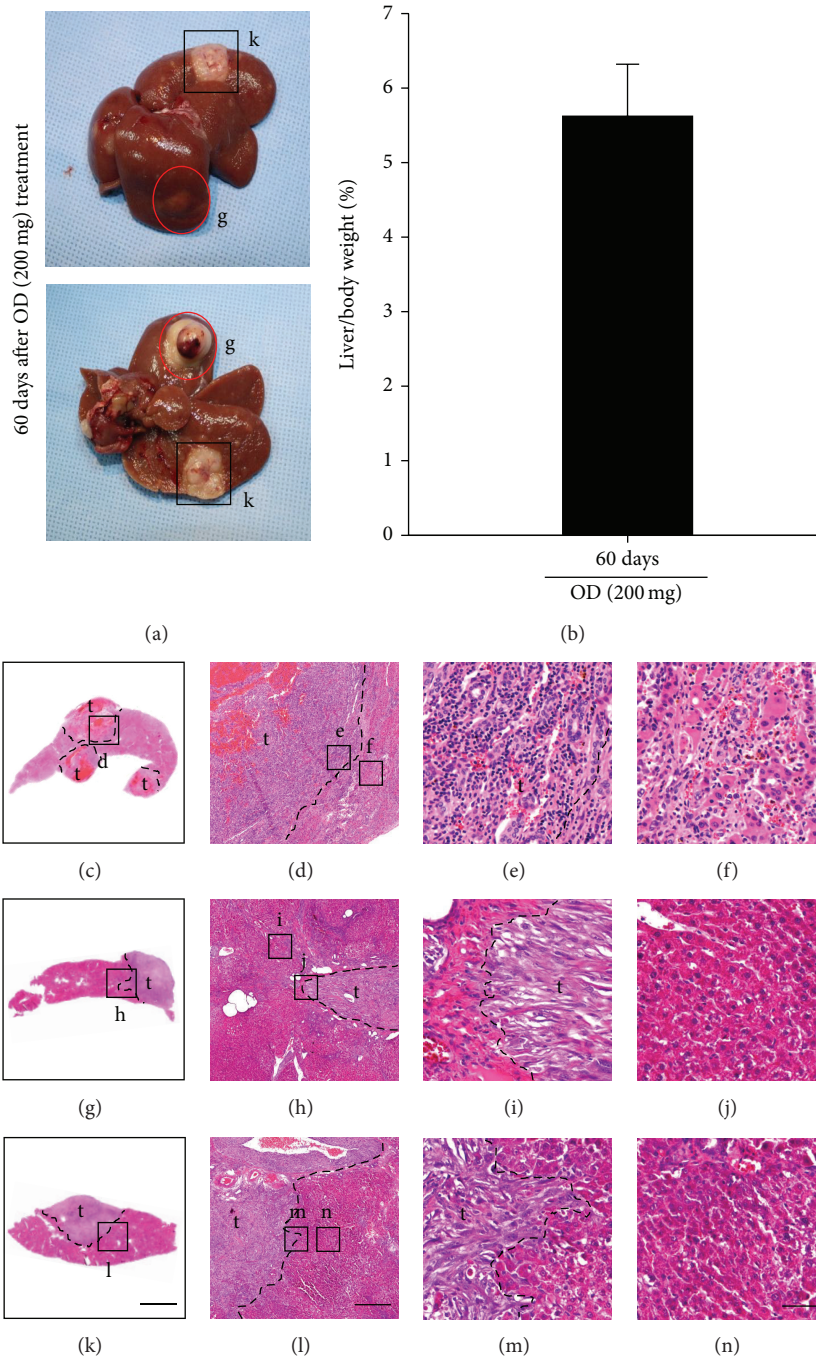 60 days after OD (200 mg) treatment
k
g
g
k
(a)
7
6
5
4
3
2
1
0
Liver/body weight (%)
60 days
OD (200 mg)
(b)
t
d
t
t
(c)
t
e
f
(d)
t
(e)
(f)
t
h
(g)
i
j
t
(h)
t
(i)
(j)
t
l
(k)
t
m
n
(l)
t
(m)
(n)